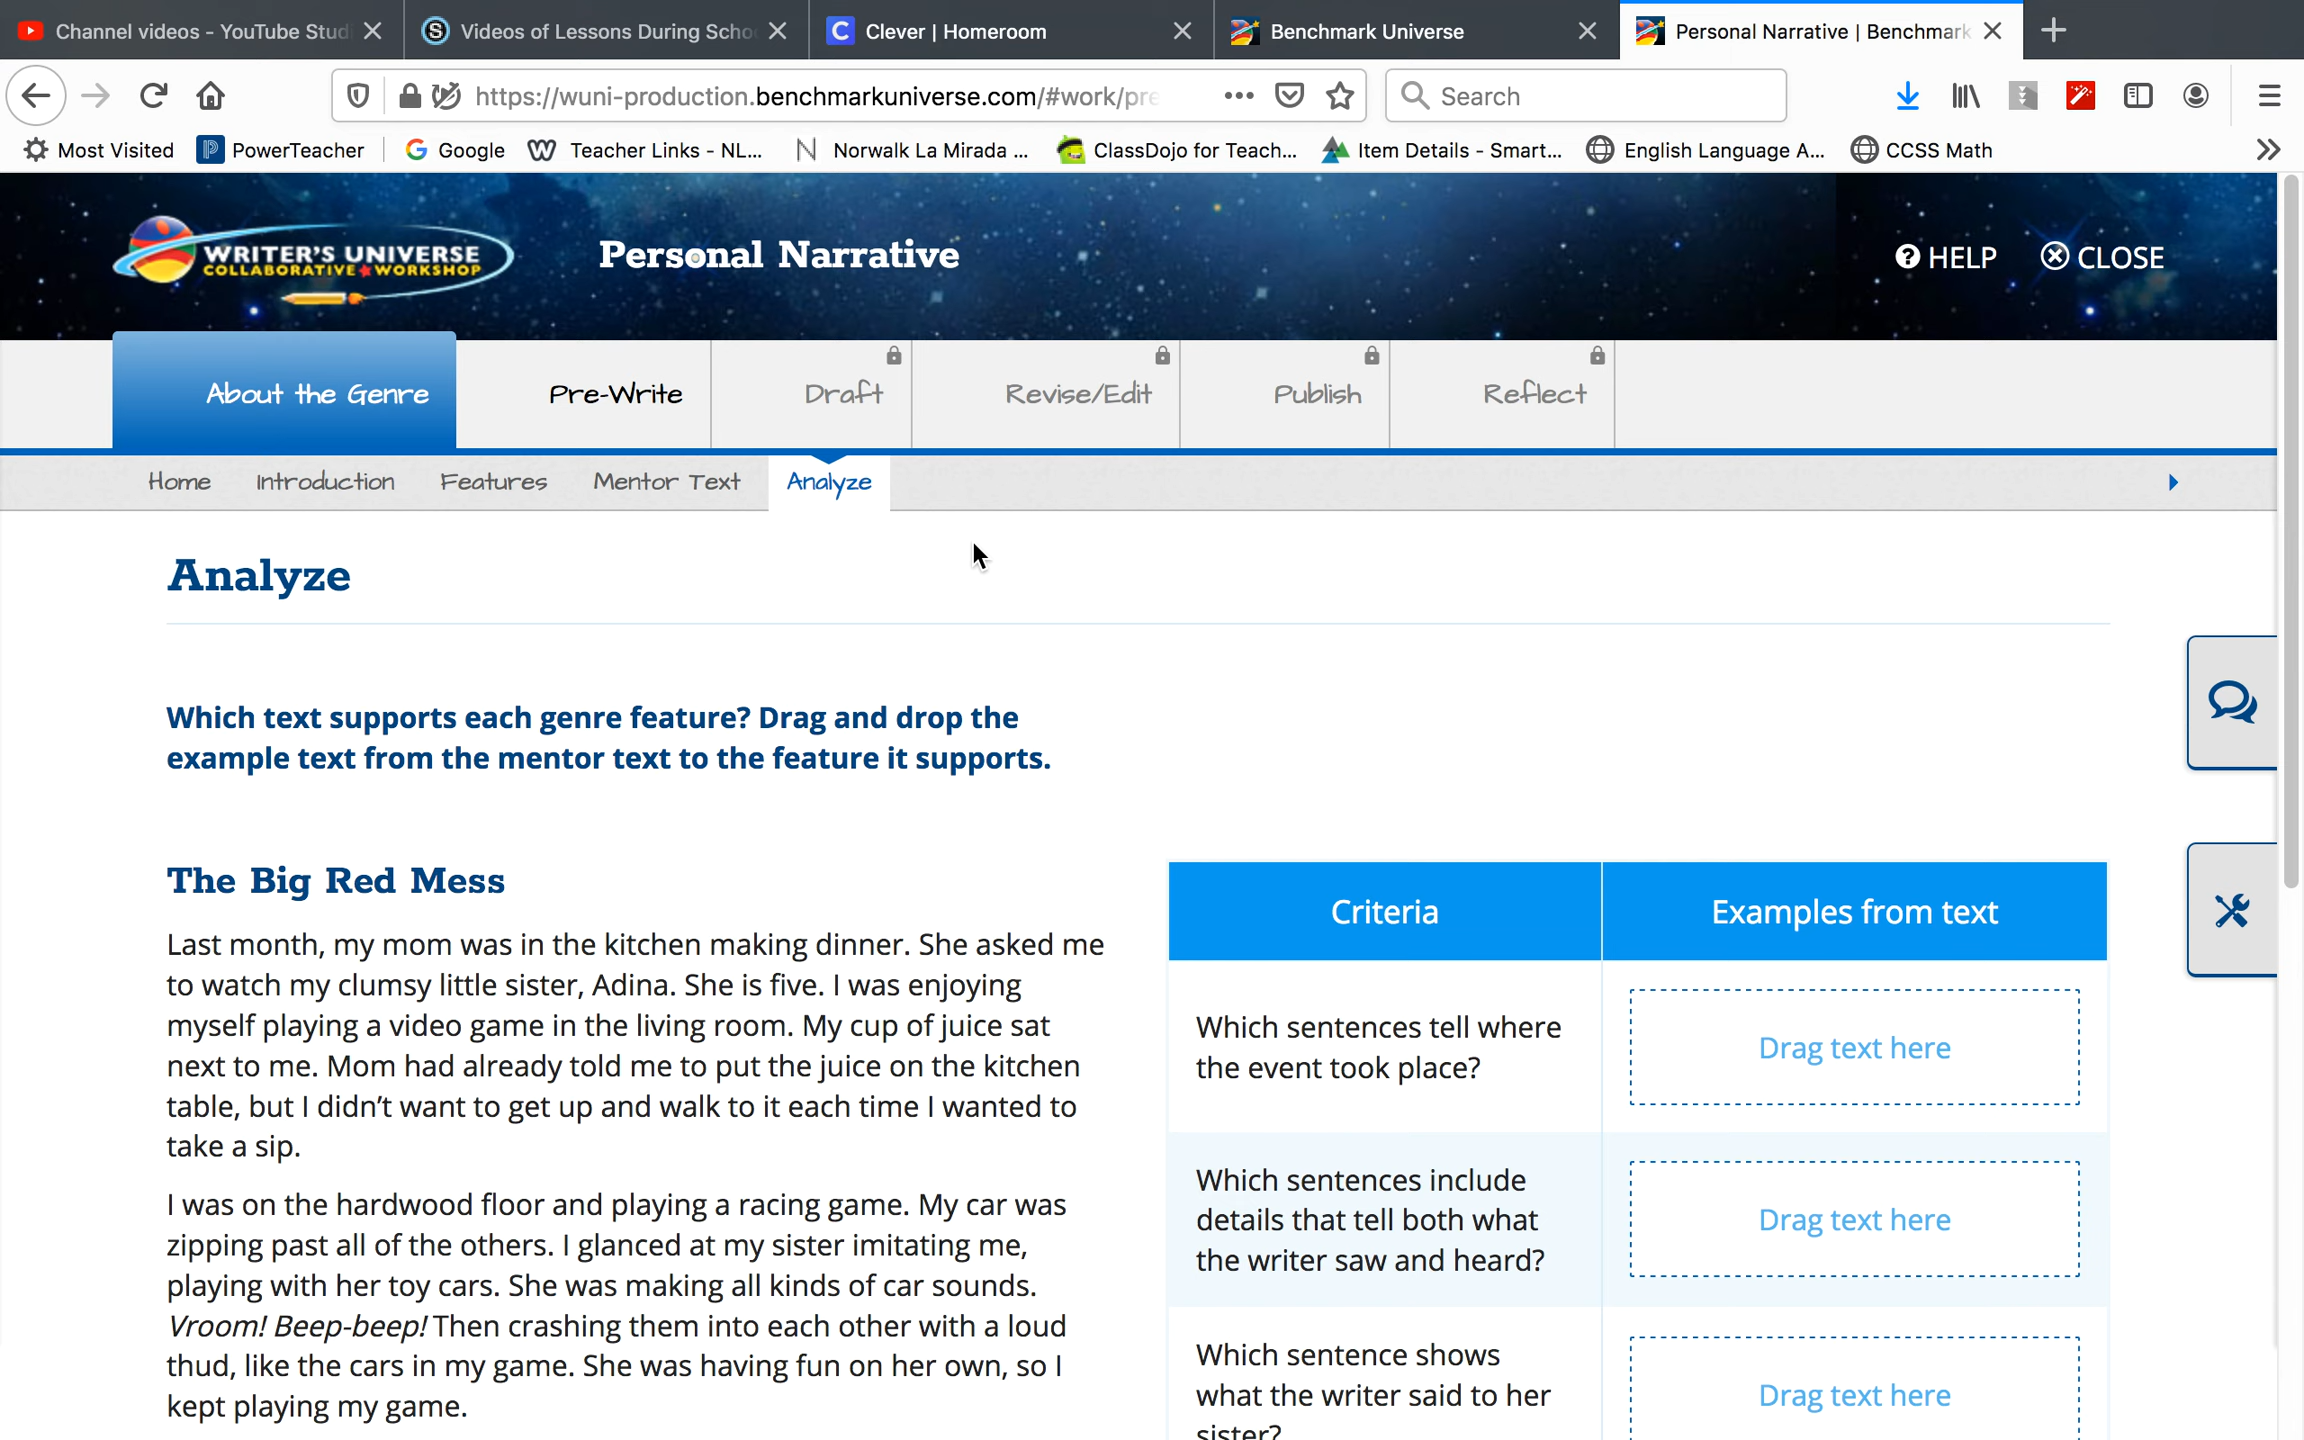 Channel videos - YouTube Stud
Videos of Lessons During Scho
Clever | Homeroom
Benchmark Universe
Personal Narrative | Benchmark
https://wuni-production.benchmarkuniverse.com/#work/pre
Search
Most Visited
PowerTeacher
Google
Teacher Links - NL...
Norwalk La Mirada ...
ClassDojo for Teach...
Item Details - Smart...
English Language A...
CCSS Math
WRITER'S UNIVERSE
COLLABORATIVE★WORKSHOP
Personal Narrative
HELP
CLOSE
About the Genre
Pre-Write
Draft
Revise/Edit
Publish
Reflect
Home
Introduction
Features
Mentor Text
Analyze
Analyze
Which text supports each genre feature? Drag and drop the
example text from the mentor text to the feature it supports.
The Big Red Mess
Last month, my mom was in the kitchen making dinner. She asked me
to watch my clumsy little sister, Adina. She is five. I was enjoying
myself playing a video game in the living room. My cup of juice sat
next to me. Mom had already told me to put the juice on the kitchen
table, but I didn’t want to get up and walk to it each time I wanted to
take a sip.
I was on the hardwood floor and playing a racing game. My car was
zipping past all of the others. I glanced at my sister imitating me,
playing with her toy cars. She was making all kinds of car sounds.
Vroom! Beep-beep! Then crashing them into each other with a loud
thud, like the cars in my game. She was having fun on her own, so I
kept playing my game.
Criteria
Examples from text
Which sentences tell where
the event took place?
Drag text here
Which sentences include
details that tell both what
the writer saw and heard?
Drag text here
Which sentence shows
what the writer said to her
sister?
Drag text here